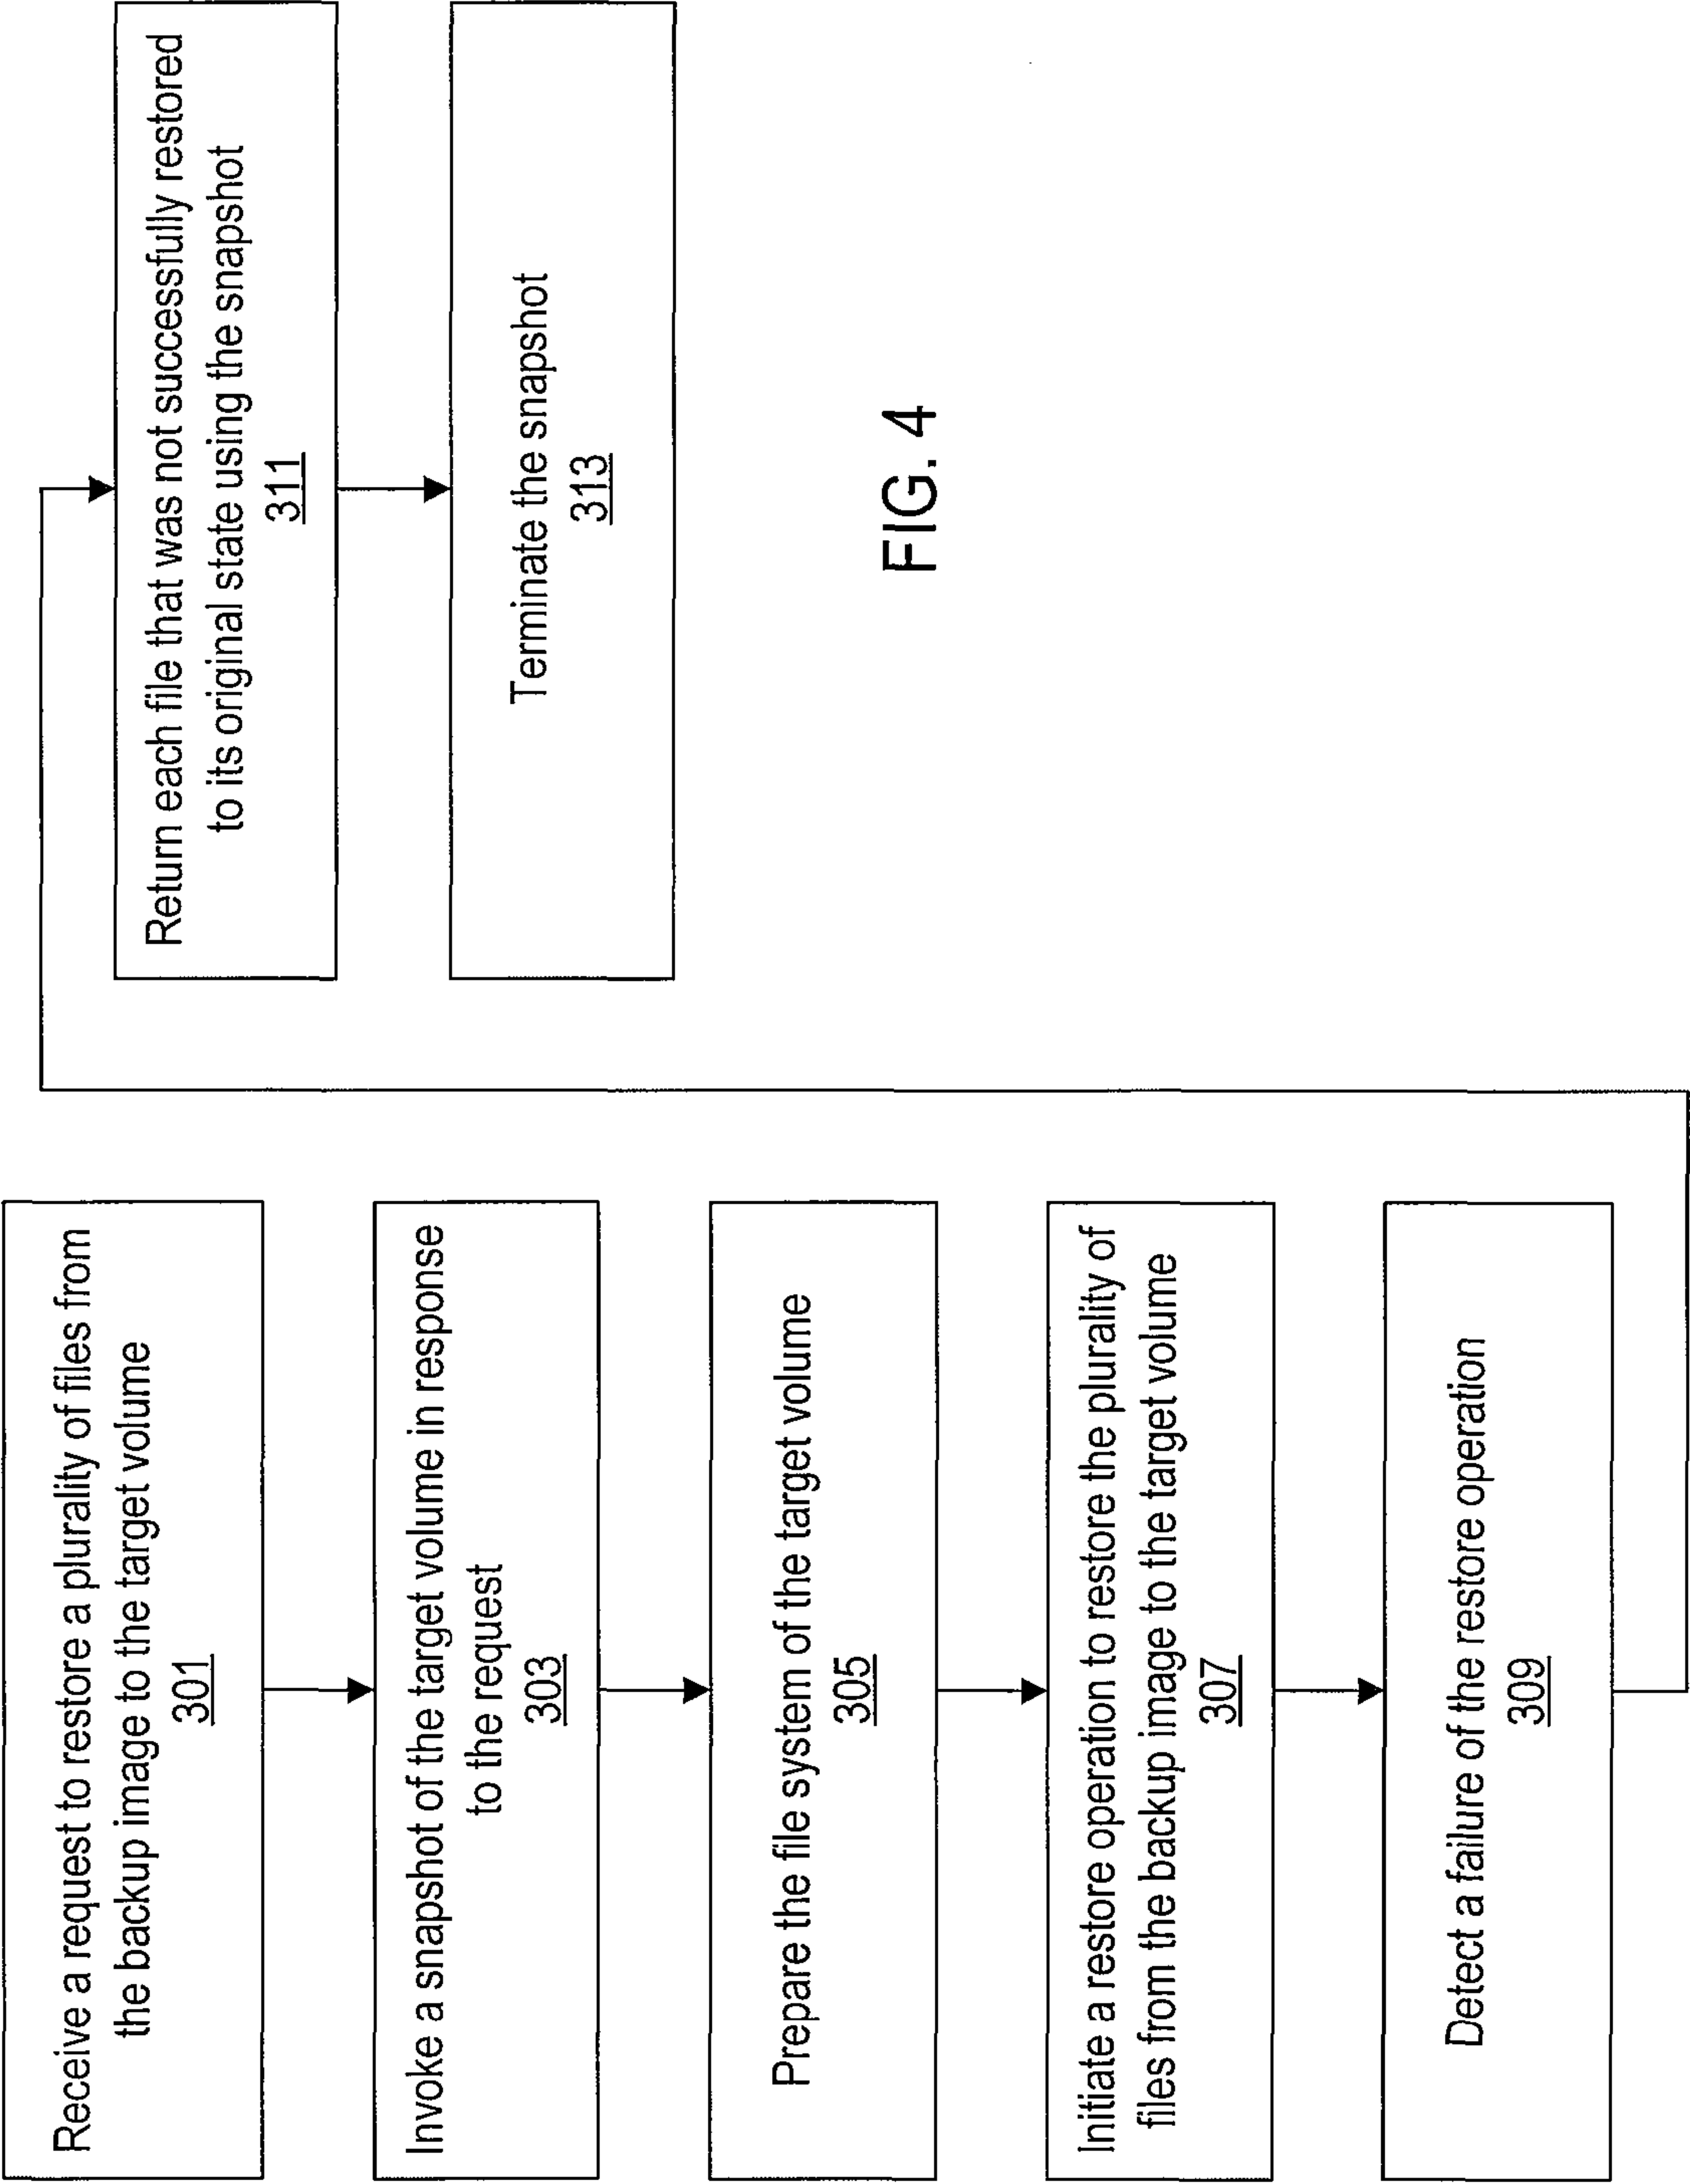 Receive a request to restore a plurality of files from
the backup image to the target volume
301
Invoke a snapshot of the target volume in response
to the request
303
Prepare the file system of the target volume
305
Initiate a restore operation to restore the plurality of
files from the backup image to the target volume
307
Detect a failure of the restore operation
309
Return each file that was not successfully restored
to its original state using the snapshot
311
Terminate the snapshot
313
FIG. 4